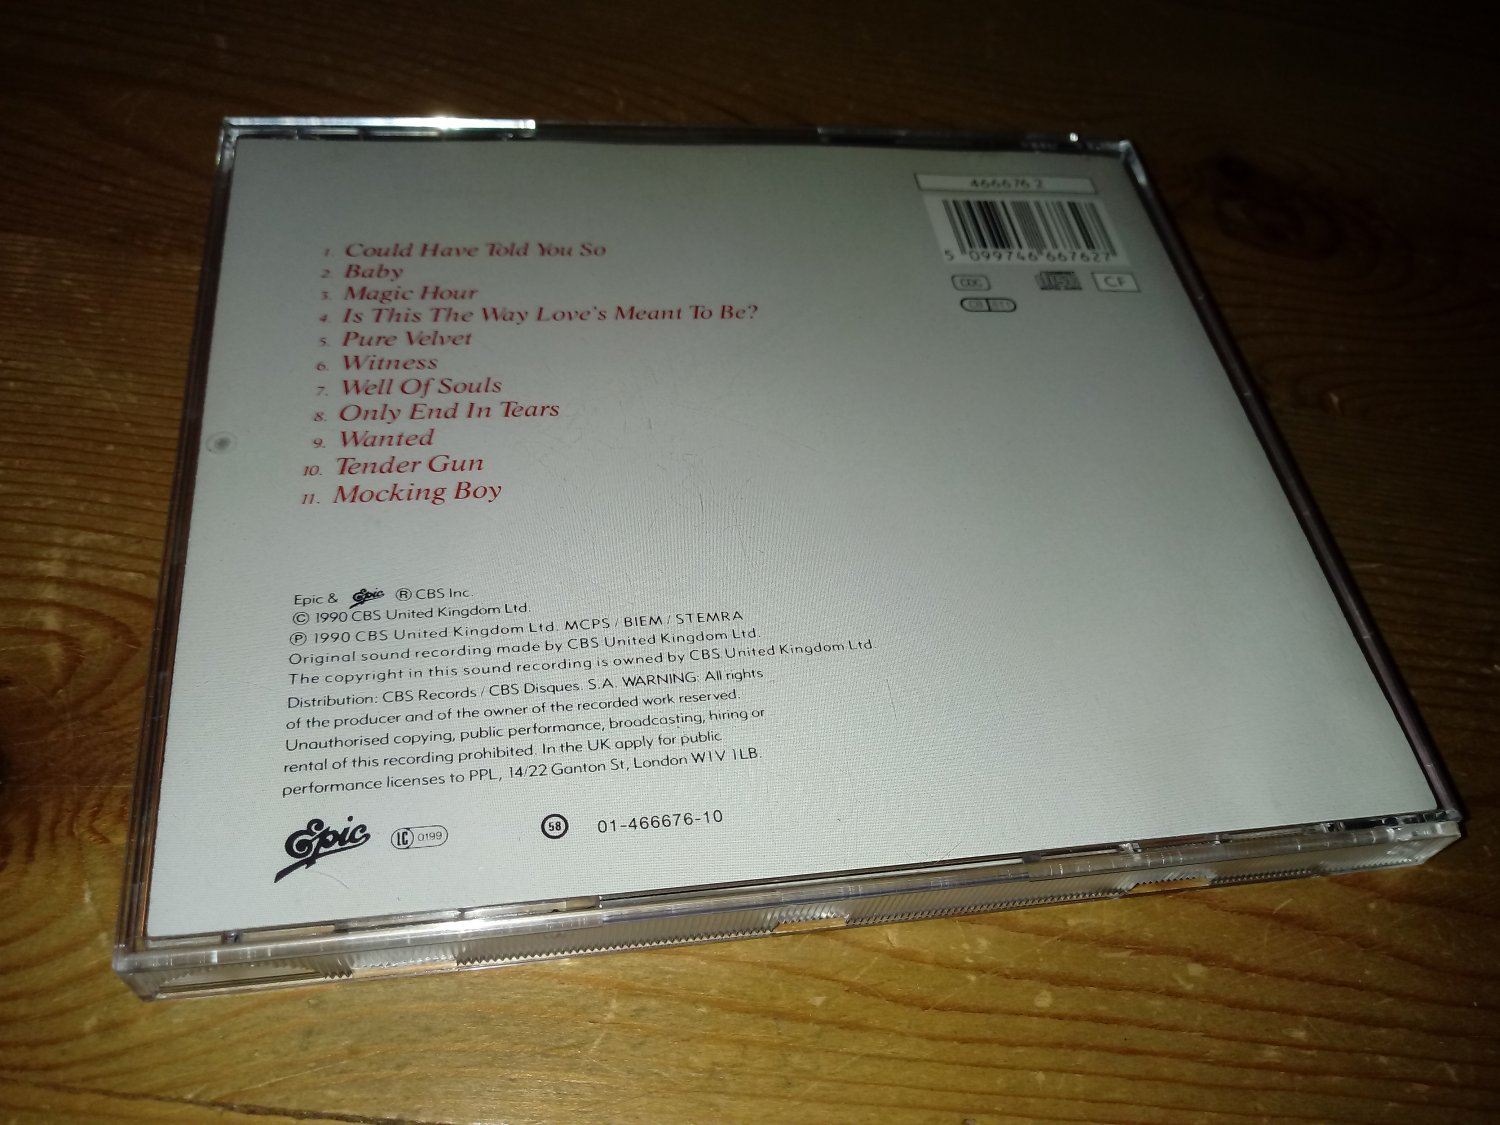 466676 2
5 099746 667627
CDC
DISC
CF
1. Could Have Told You So
2. Baby
3. Magic Hour
4. Is This The Way Love's Meant To Be?
5. Pure Velvet
6. Witness
7. Well Of Souls
8. Only End In Tears
9. Wanted
10. Tender Gun
11. Mocking Boy
Epic & Epic ® CBS Inc.
© 1990 CBS United Kingdom Ltd.
℗ 1990 CBS United Kingdom Ltd. MCPS / BIEM / STEMRA
Original sound recording made by CBS United Kingdom Ltd.
The copyright in this sound recording is owned by CBS United Kingdom Ltd.
Distribution: CBS Records / CBS Disques. S.A. WARNING: All rights
of the producer and of the owner of the recorded work reserved.
Unauthorised copying, public performance, broadcasting, hiring or
rental of this recording prohibited. In the UK apply for public
performance licenses to PPL, 14/22 Ganton St, London W1V 1LB.
Epic LC 0199 58 01-466676-10